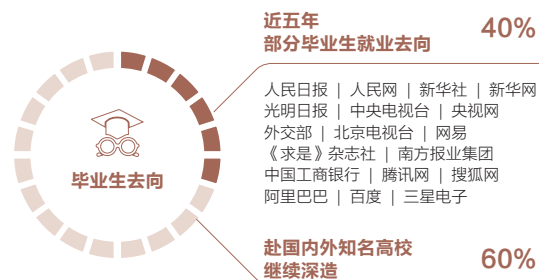 近五年
部分毕业生就业去向
40%
人民日报 | 人民网 | 新华社 | 新华网
光明日报 | 中央电视台 | 央视网
外交部 | 北京电视台 | 网易
《求是》杂志社 | 南方报业集团
中国工商银行 | 腾讯网 | 搜狐网
阿里巴巴 | 百度 | 三星电子
毕业生去向
赴国内外知名高校
继续深造
60%